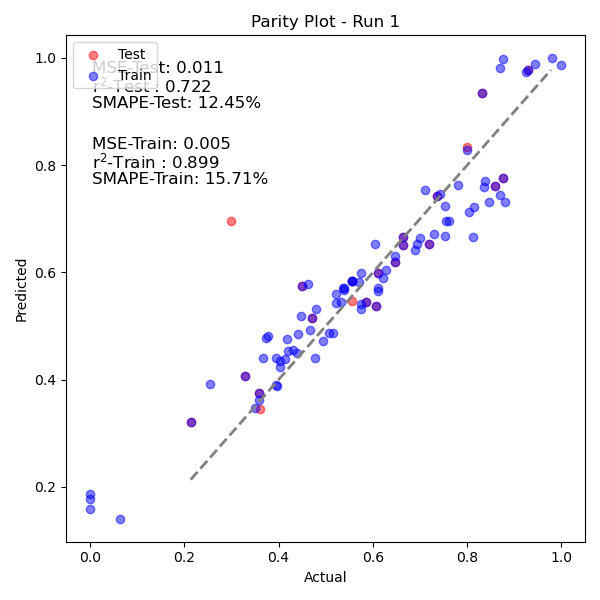 Parity Plot - Run 1
Test
Train
MSE-Test: 0.011
r²-Test : 0.722
SMAPE-Test: 12.45%
MSE-Train: 0.005
r²-Train : 0.899
SMAPE-Train: 15.71%
Predicted
1.0
0.8
0.6
0.4
0.2
0.0 0.2 0.4 0.6 0.8 1.0
Actual